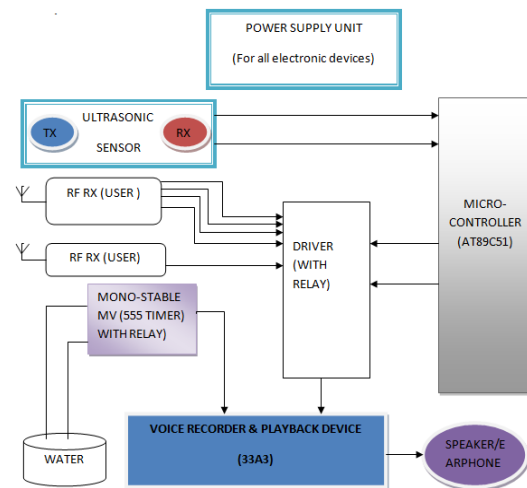 POWER SUPPLY UNIT
(For all electronic devices)
ULTRASONIC
SENSOR
TX
RX
RF RX (USER )
RF RX (USER)
MONO-STABLE
MV (555 TIMER)
WITH RELAY)
DRIVER
(WITH
RELAY)
MICRO-
CONTROLLER
(AT89C51)
WATER
VOICE RECORDER & PLAYBACK DEVICE
(33A3)
SPEAKER/E
ARPHONE